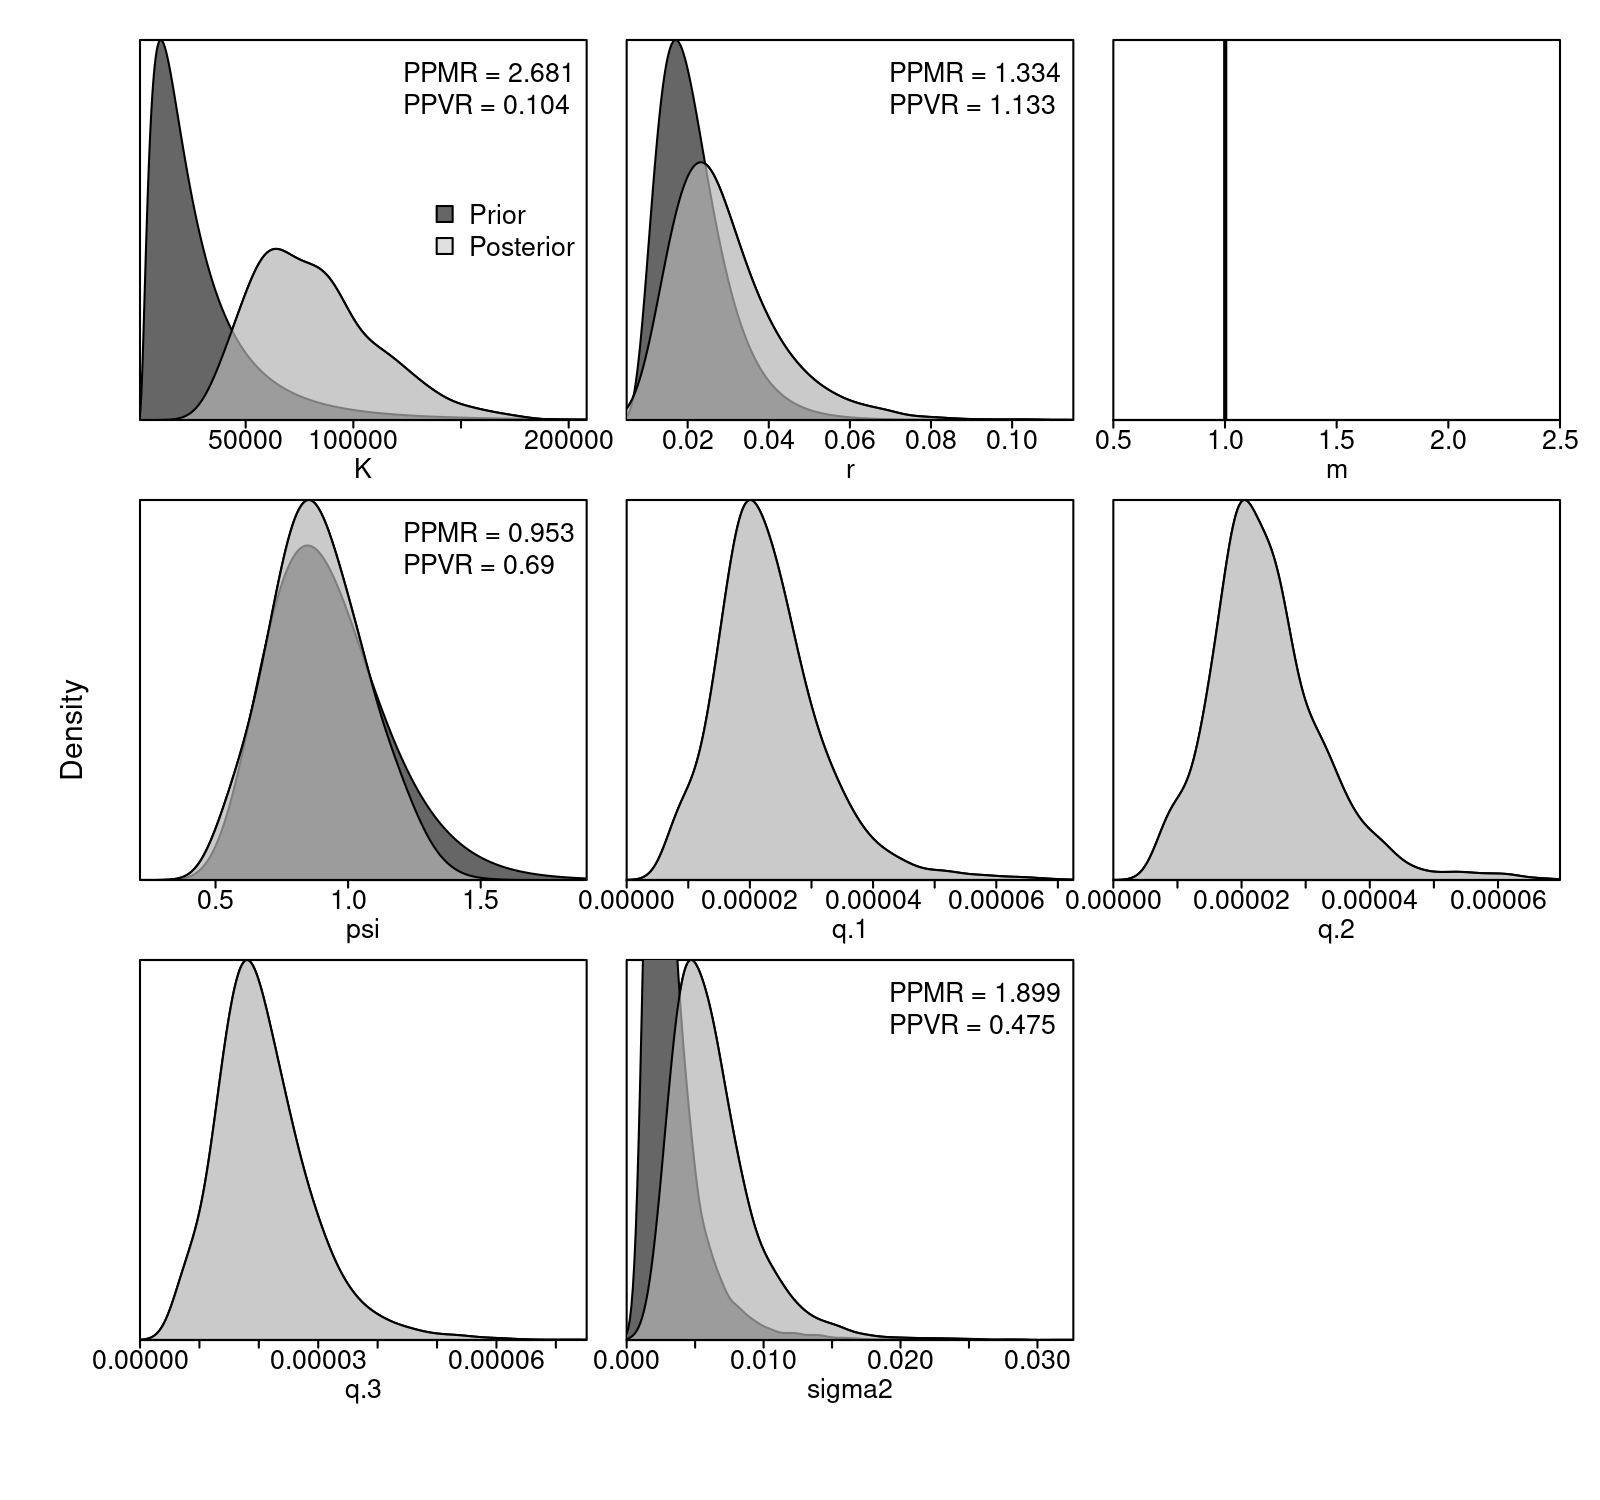 PPMR = 2.681
PPVR = 0.104
Prior
Posterior
50000 100000 200000
K
PPMR = 1.334
PPVR = 1.133
0.02 0.04 0.06 0.08 0.10
r
0.5 1.0 1.5 2.0 2.5
m
Density
PPMR = 0.953
PPVR = 0.69
0.5 1.0 1.5
psi
0.00000 0.00002 0.00004 0.00006
q.1
0.00000 0.00002 0.00004 0.00006
q.2
0.00000 0.00003 0.00006
q.3
PPMR = 1.899
PPVR = 0.475
0.000 0.010 0.020 0.030
sigma2